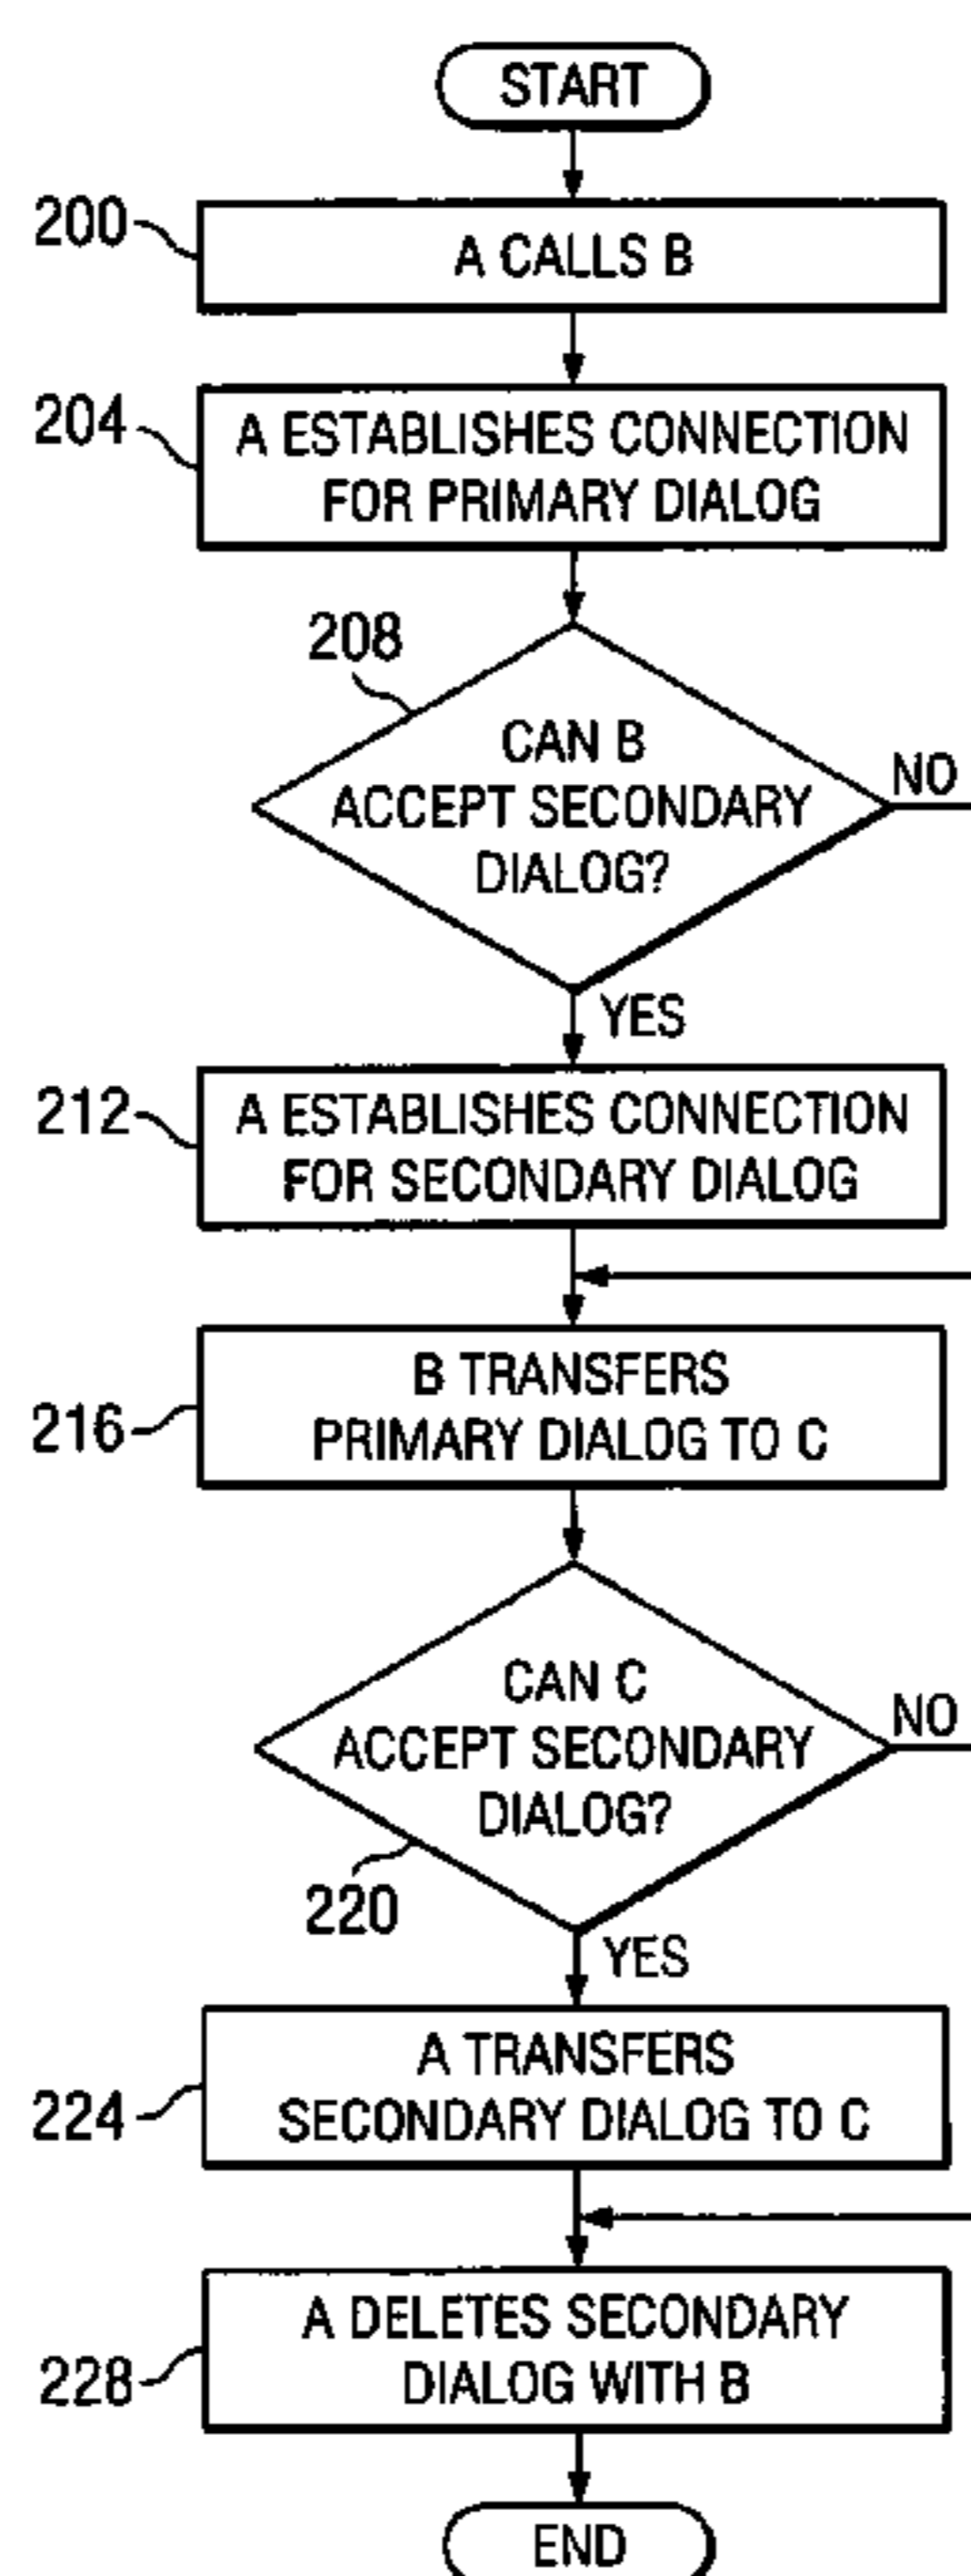 START
200
A CALLS B
204
A ESTABLISHES CONNECTION
FOR PRIMARY DIALOG
208
CAN B
ACCEPT SECONDARY
DIALOG?
NO
YES
212
A ESTABLISHES CONNECTION
FOR SECONDARY DIALOG
216
B TRANSFERS
PRIMARY DIALOG TO C
CAN C
ACCEPT SECONDARY
DIALOG?
NO
220
YES
224
A TRANSFERS
SECONDARY DIALOG TO C
228
A DELETES SECONDARY
DIALOG WITH B
END